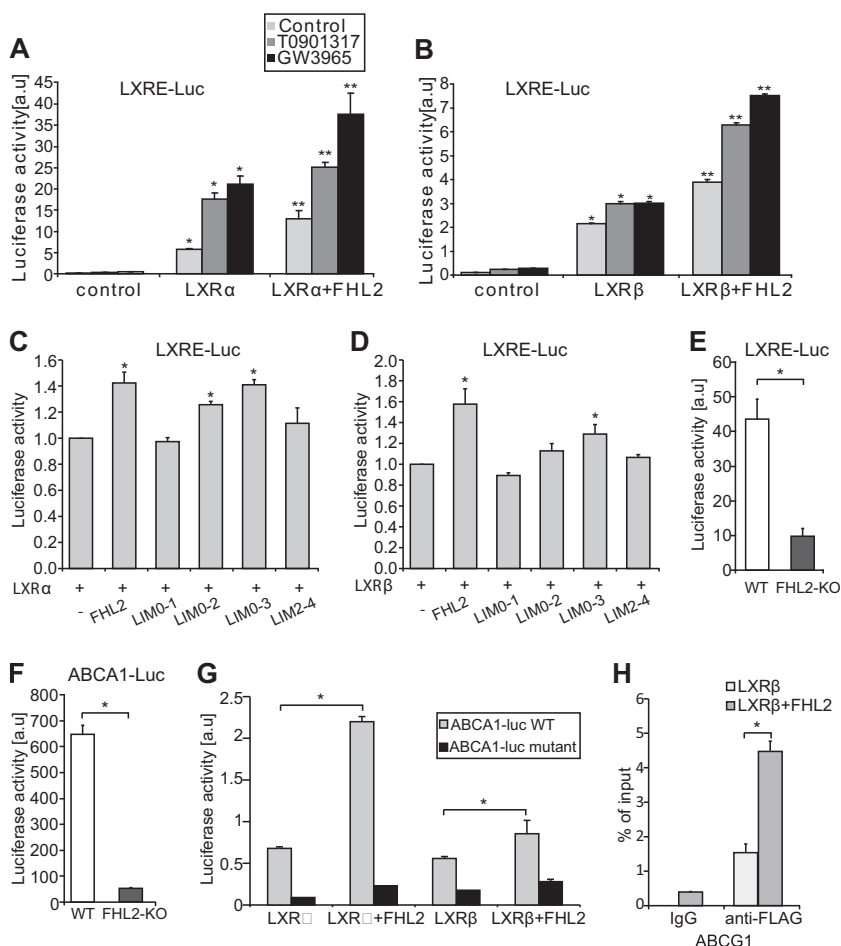 A
Control
T0901317
GW3965
LXRE-Luc
Luciferase activity[a.u]
45
40
35
30
25
20
15
10
5
0
*
*
*
**
**
**
control
LXRα
LXRα+FHL2
B
LXRE-Luc
Luciferase activity[a.u]
8
7
6
5
4
3
2
1
0
*
*
*
**
**
**
control
LXRβ
LXRβ+FHL2
C
LXRE-Luc
Luciferase activity
1.6
1.4
1.2
1.0
0.8
0.6
0.4
0.2
0.0
*
*
*
LXRα + + + + + +
- FHL2 LIM0-1 LIM0-2 LIM0-3 LIM2-4
D
LXRE-Luc
Luciferase activity
2.0
1.8
1.6
1.4
1.2
1.0
0.8
0.6
0.4
0.2
0.0
*
*
LXRβ + + + + + +
- FHL2 LIM0-1 LIM0-2 LIM0-3 LIM2-4
E
LXRE-Luc
Luciferase activity [a.u]
60
50
40
30
20
10
0
*
WT FHL2-KO
F
ABCA1-Luc
Luciferase activity [a.u]
800
700
600
500
400
300
200
100
0
*
WT FHL2-KO
G
Luciferase activity [a.u]
2.5
2
1.5
1
0.5
0
*
*
ABCA1-luc WT
ABCA1-luc mutant
LXR□ LXR□+FHL2 LXRβ LXRβ+FHL2
H
LXRβ
LXRβ+FHL2
% of input
6
5
4
3
2
1
0
*
IgG anti-FLAG
ABCG1